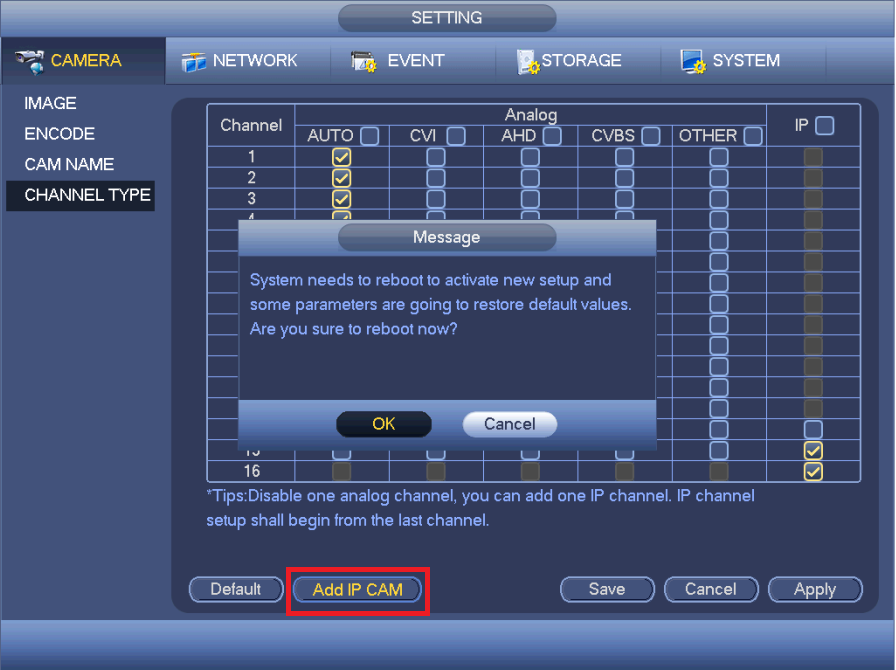 SETTING
CAMERA NETWORK EVENT STORAGE SYSTEM
IMAGE
ENCODE
CAM NAME
CHANNEL TYPE
Channel Analog IP
AUTO CVI AHD CVBS OTHER
1
2
3
4
Message
System needs to reboot to activate new setup and
some parameters are going to restore default values.
Are you sure to reboot now?
OK Cancel
15
16
*Tips:Disable one analog channel, you can add one IP channel. IP channel
setup shall begin from the last channel.
Default Add IP CAM Save Cancel Apply